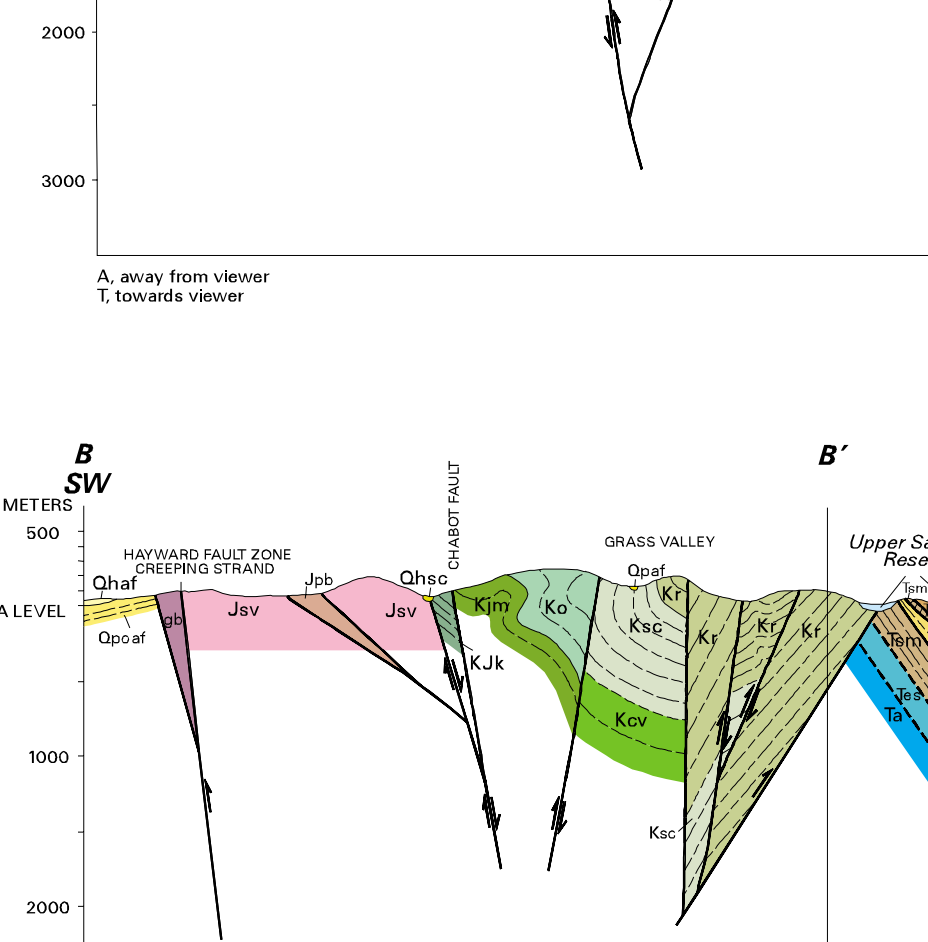 2000
3000
A, away from viewer
T, towards viewer
B
SW
B′
METERS
500
HAYWARD FAULT ZONE
CREEPING STRAND
CHABOT FAULT
GRASS VALLEY
Upper Sa
Rese
Qhaf
Jpb
Qhsc
Qpaf
Tsm
A LEVEL
Qpoaf
gb
Jsv
Jsv
Kjm
Ko
Ksc
Kr
Kr
Kr
Kr
KJk
Tsm
Tes
Ta
Kcv
1000
Ksc
2000